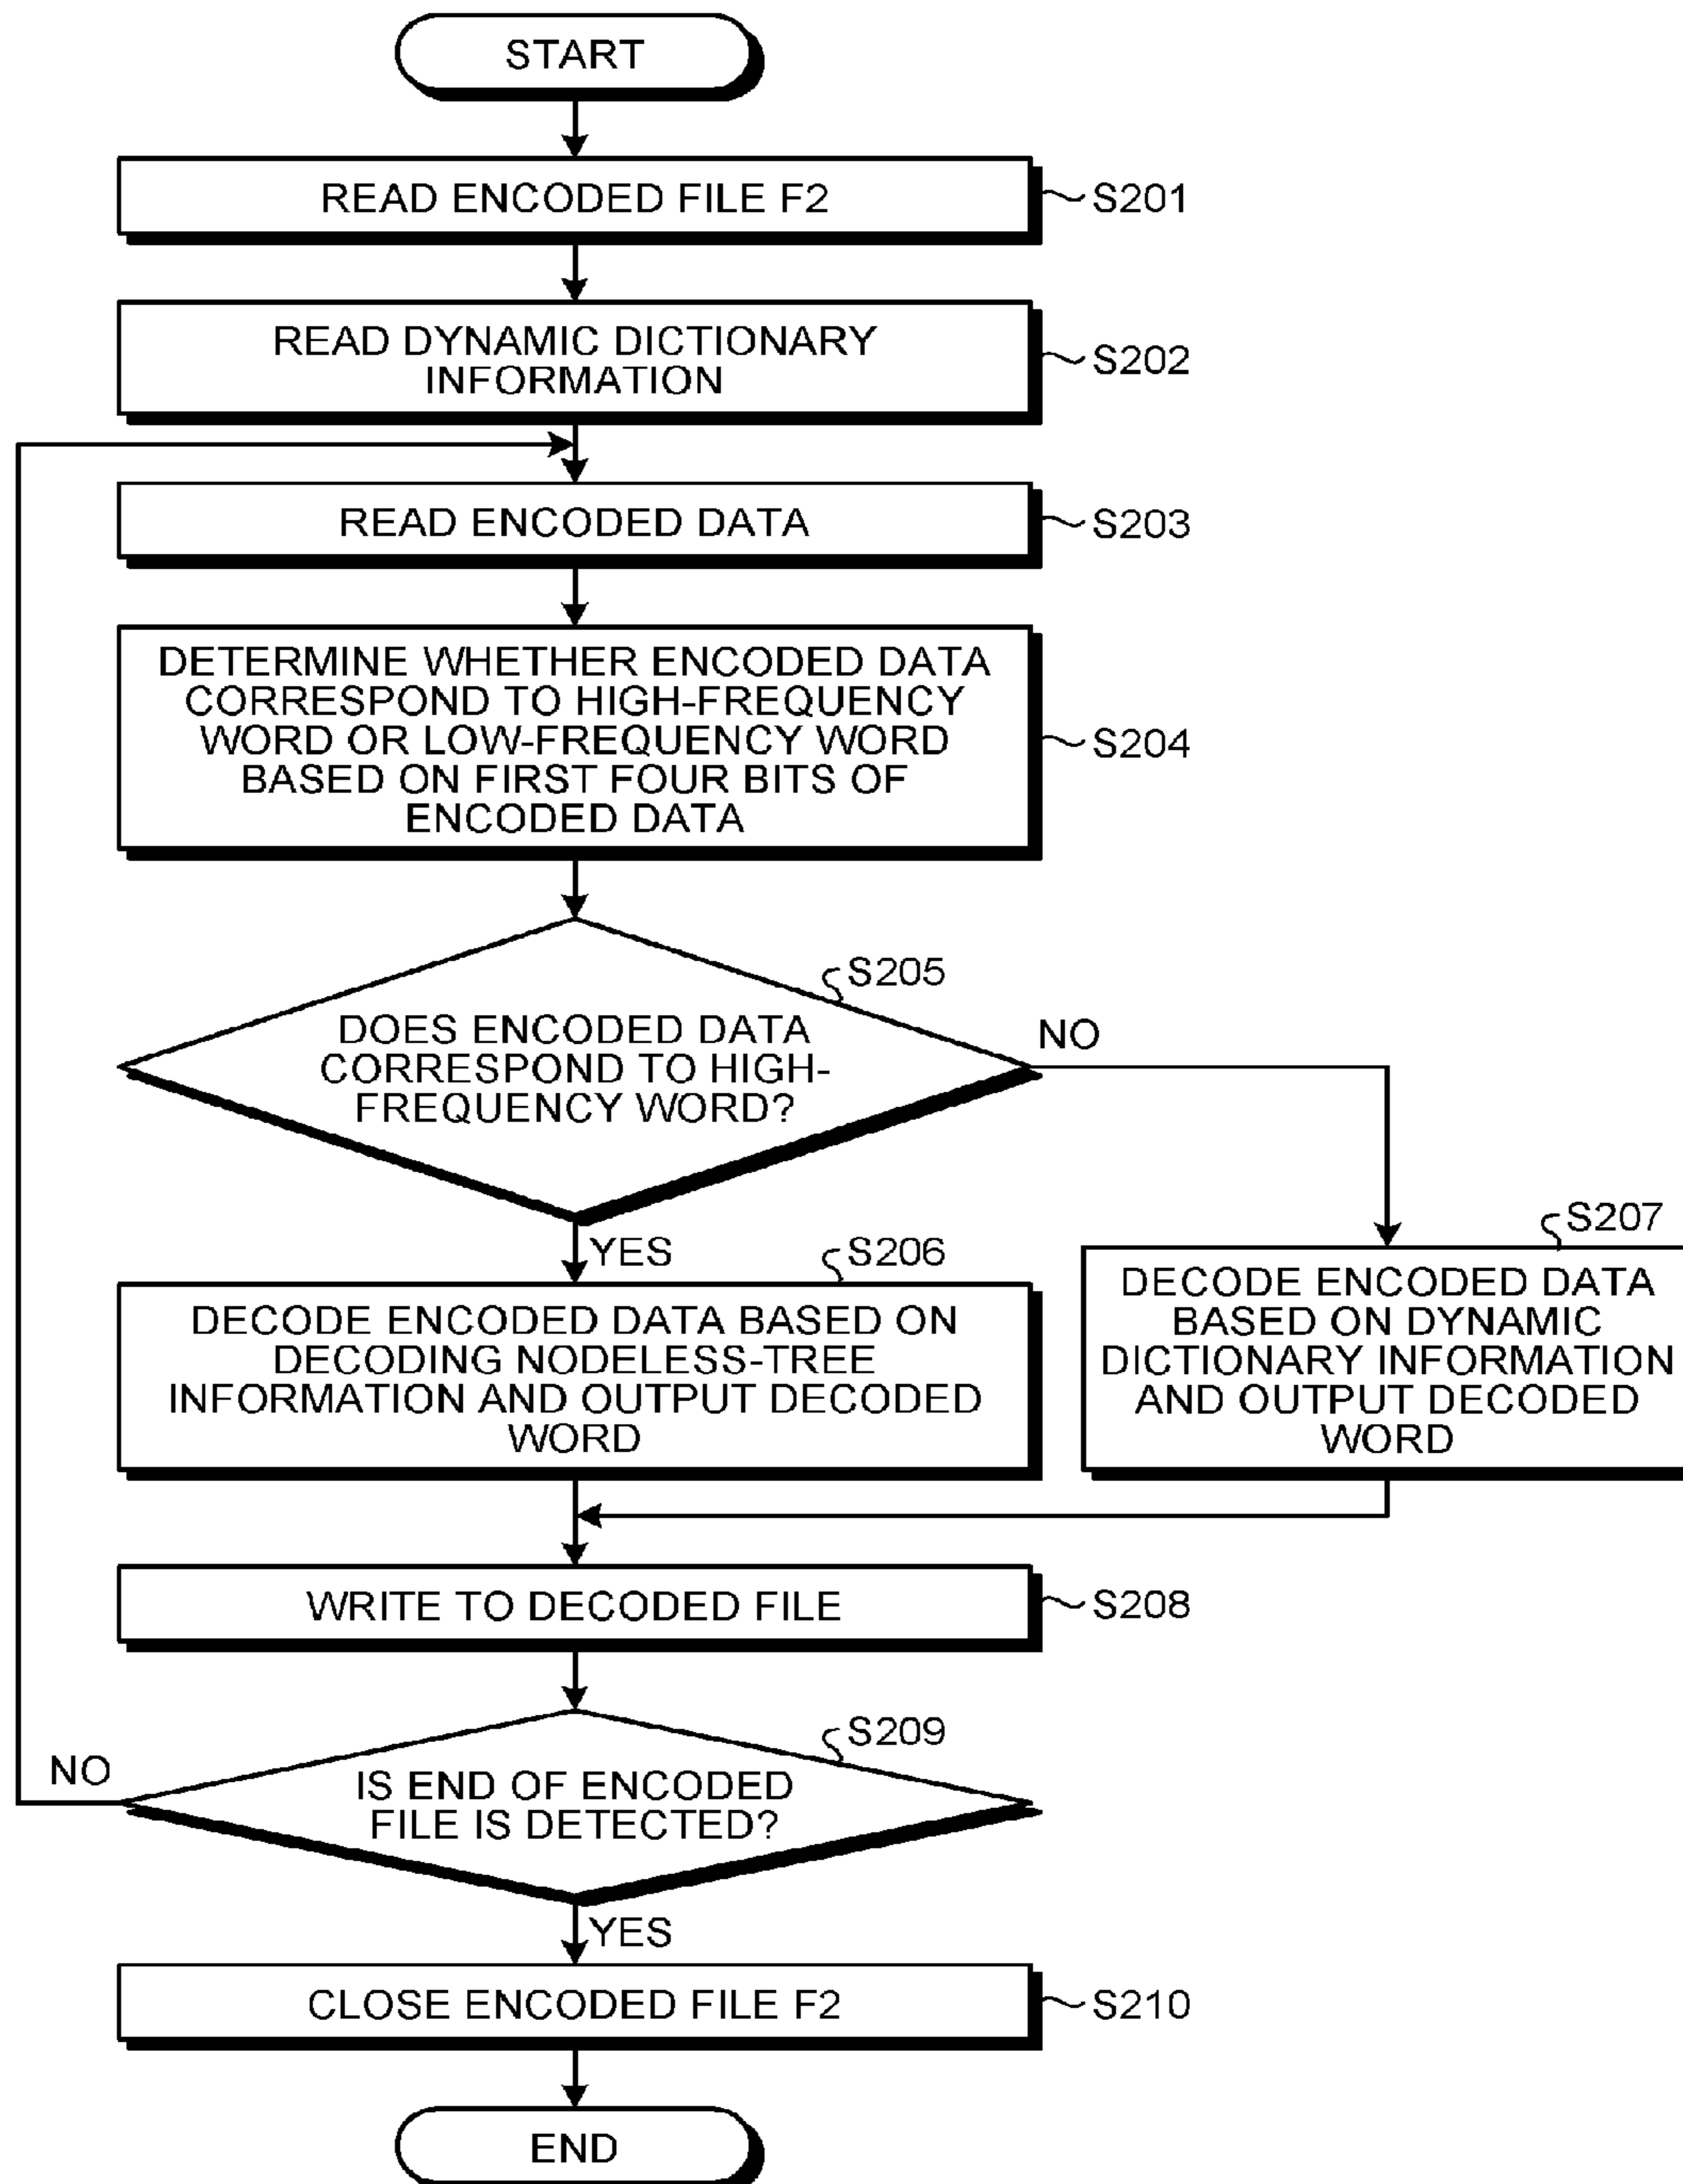 START
READ ENCODED FILE F2
S201
READ DYNAMIC DICTIONARY
INFORMATION
S202
READ ENCODED DATA
S203
DETERMINE WHETHER ENCODED DATA
CORRESPOND TO HIGH-FREQUENCY
WORD OR LOW-FREQUENCY WORD
BASED ON FIRST FOUR BITS OF
ENCODED DATA
S204
S205
DOES ENCODED DATA
CORRESPOND TO HIGH-
FREQUENCY WORD?
NO
YES
S206
DECODE ENCODED DATA BASED ON
DECODING NODELESS-TREE
INFORMATION AND OUTPUT DECODED
WORD
S207
DECODE ENCODED DATA
BASED ON DYNAMIC
DICTIONARY INFORMATION
AND OUTPUT DECODED
WORD
WRITE TO DECODED FILE
S208
S209
NO
IS END OF ENCODED
FILE IS DETECTED?
YES
CLOSE ENCODED FILE F2
S210
END